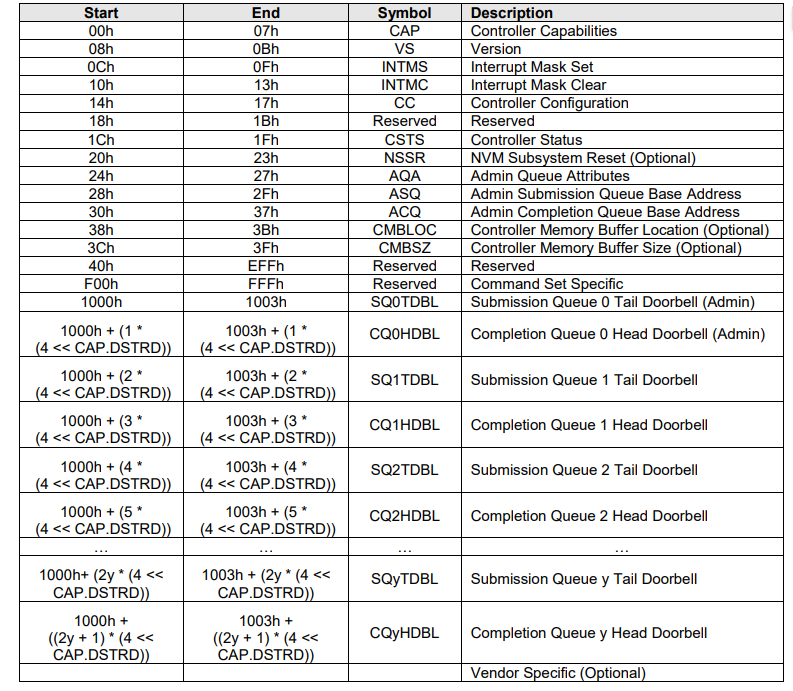 Start End Symbol Description
00h 07h CAP Controller Capabilities
08h 0Bh VS Version
0Ch 0Fh INTMS Interrupt Mask Set
10h 13h INTMC Interrupt Mask Clear
14h 17h CC Controller Configuration
18h 1Bh Reserved Reserved
1Ch 1Fh CSTS Controller Status
20h 23h NSSR NVM Subsystem Reset (Optional)
24h 27h AQA Admin Queue Attributes
28h 2Fh ASQ Admin Submission Queue Base Address
30h 37h ACQ Admin Completion Queue Base Address
38h 3Bh CMBLOC Controller Memory Buffer Location (Optional)
3Ch 3Fh CMBSZ Controller Memory Buffer Size (Optional)
40h EFFh Reserved Reserved
F00h FFFh Reserved Command Set Specific
1000h 1003h SQ0TDBL Submission Queue 0 Tail Doorbell (Admin)
1000h + (1 *
(4 << CAP.DSTRD)) 1003h + (1 *
(4 << CAP.DSTRD)) CQ0HDBL Completion Queue 0 Head Doorbell (Admin)
1000h + (2 *
(4 << CAP.DSTRD)) 1003h + (2 *
(4 << CAP.DSTRD)) SQ1TDBL Submission Queue 1 Tail Doorbell
1000h + (3 *
(4 << CAP.DSTRD)) 1003h + (3 *
(4 << CAP.DSTRD)) CQ1HDBL Completion Queue 1 Head Doorbell
1000h + (4 *
(4 << CAP.DSTRD)) 1003h + (4 *
(4 << CAP.DSTRD)) SQ2TDBL Submission Queue 2 Tail Doorbell
1000h + (5 *
(4 << CAP.DSTRD)) 1003h + (5 *
(4 << CAP.DSTRD)) CQ2HDBL Completion Queue 2 Head Doorbell
… … … …
1000h+ (2y * (4 <<
CAP.DSTRD)) 1003h + (2y * (4 <<
CAP.DSTRD)) SQyTDBL Submission Queue y Tail Doorbell
1000h +
((2y + 1) * (4 <<
CAP.DSTRD)) 1003h +
((2y + 1) * (4 <<
CAP.DSTRD)) CQyHDBL Completion Queue y Head Doorbell
Vendor Specific (Optional)